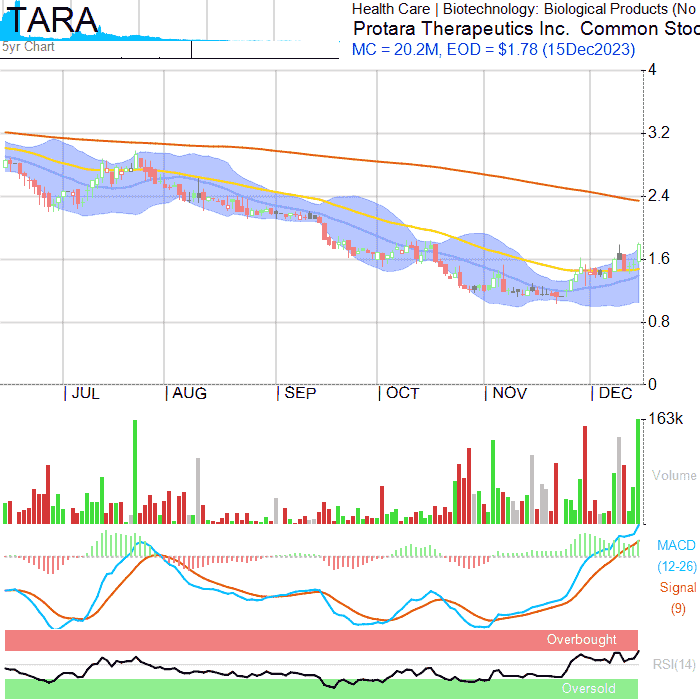 TARA
5yr Chart
Health Care | Biotechnology: Biological Products (No
Protara Therapeutics Inc. Common Stoc
MC = 20.2M, EOD = $1.78 (15Dec2023)
4
3.2
2.4
1.6
0.8
0
JUL AUG SEP OCT NOV DEC
163k
Volume
MACD
(12-26)
Signal
(9)
Overbought
RSI(14)
Oversold